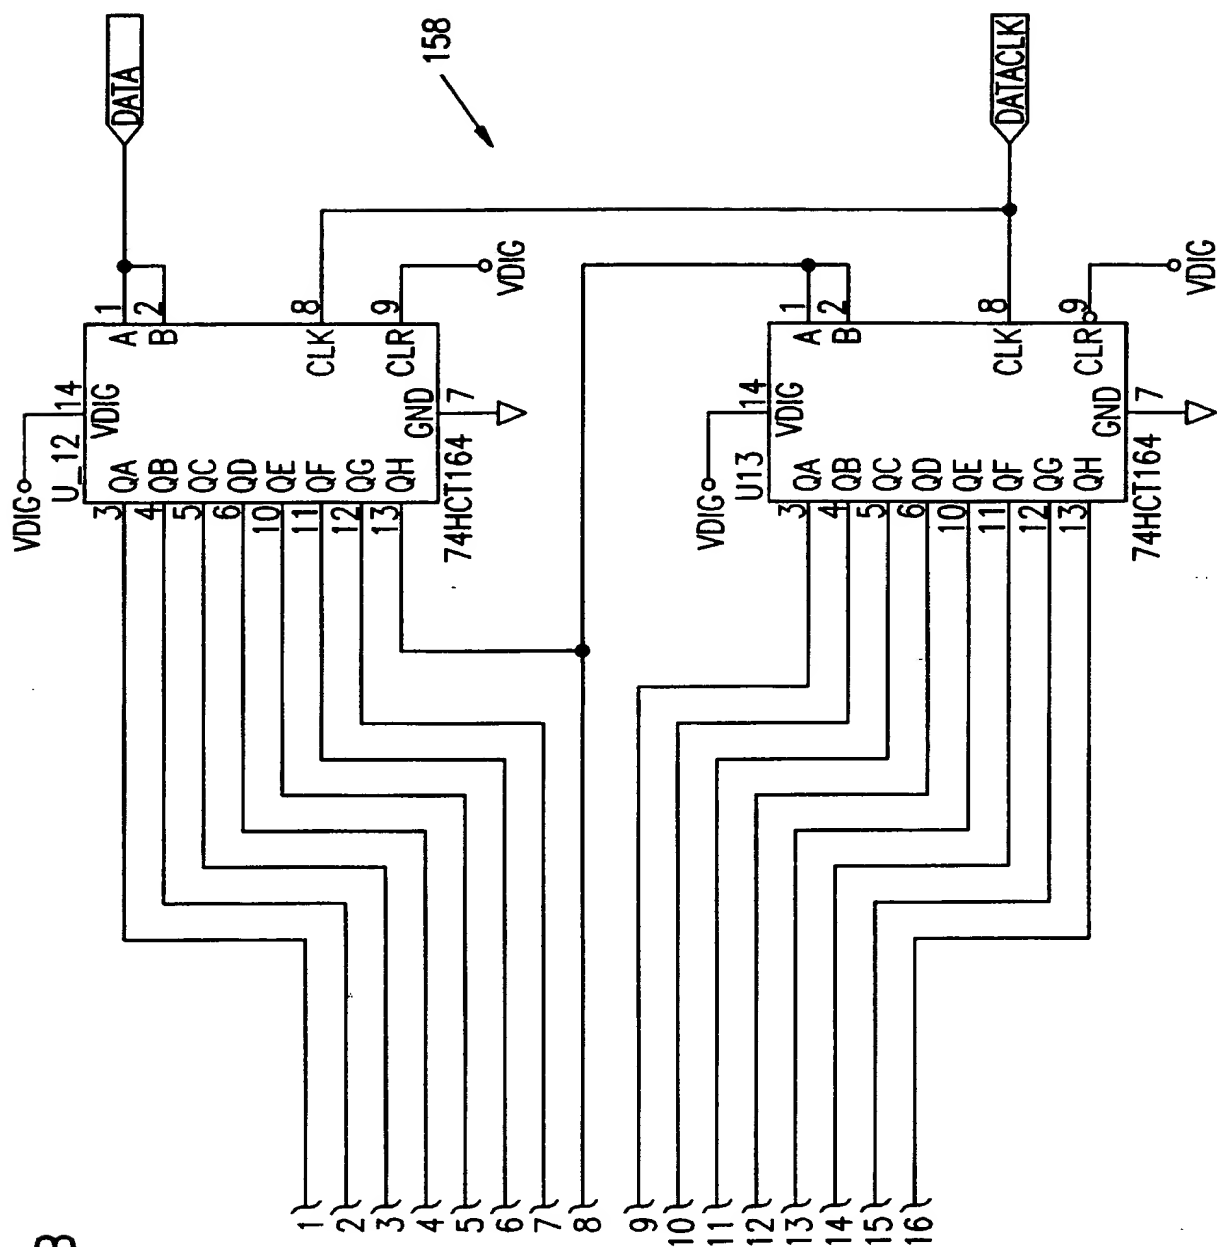 DATA
158
DATACLK
1
2
8
9
A
B
CLK
CLR
VDIG
14
VDIG
GND
7
VDIG
U_12
QA
QB
QC
QD
QE
QF
QG
QH
74HCT164
3
4
5
6
10
11
12
13
1
2
8
9
A
B
CLK
CLR
VDIG
14
VDIG
GND
7
VDIG
U13
QA
QB
QC
QD
QE
QF
QG
QH
74HCT164
3
4
5
6
10
11
12
13
1
2
3
4
5
6
7
8
9
10
11
12
13
14
15
16